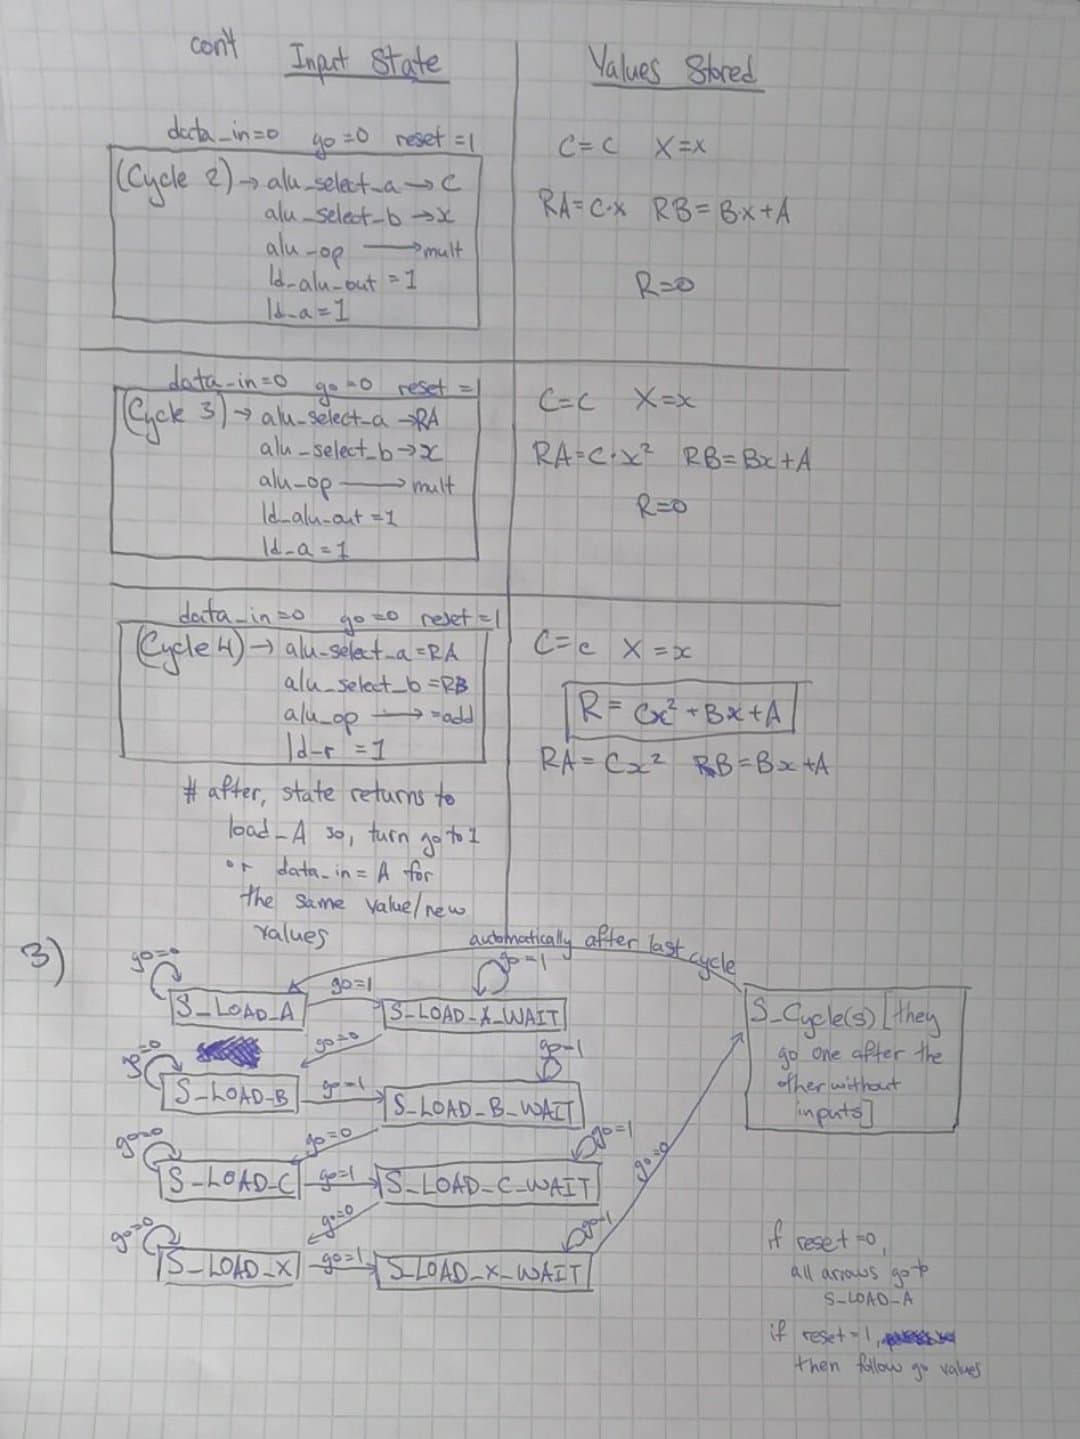 con't Input State
Values Stored
data_in=0 go=0 reset=1
(Cycle 2)→ alu_select_a→C
alu_select_b→x
alu_op → mult
ld_alu_out=1
ld_a=1
C=C X=x
RA=C·x RB=B·x+A
R=0
data_in=0 go=0 reset=1
(Cycle 3)→ alu_select_a→RA
alu_select_b→x
alu_op → mult
ld_alu_out=1
ld_a=1
C=C X=x
RA=C·x² RB=Bx+A
R=0
data_in=0 go=0 reset=1
(Cycle 4)→ alu_select_a=RA
alu_select_b=RB
alu_op → =add
ld_r =1
C=c X=x
R= Cx²+Bx+A
RA=Cx² RB=Bx+A
# after, state returns to
load_A so, turn go to 1
or data_in=A for
the same value/new
values
3)
automatically after last cycle
go=0
go=1
go=1
S_LOAD_A
S_LOAD_A_WAIT
go=0
go=0
go=1
S_LOAD_B
go=1
S_LOAD_B_WAIT
go=0
go=0
go=1
S_LOAD_C
go=1
S_LOAD_C_WAIT
go=0
go=0
go=1
go=0
S_LOAD_X
go=1
S_LOAD_X_WAIT
S_Cycle(s) [they
go one after the
other without
inputs]
if reset=0,
all arrows go to
S_LOAD_A
if reset=1,
then follow go values